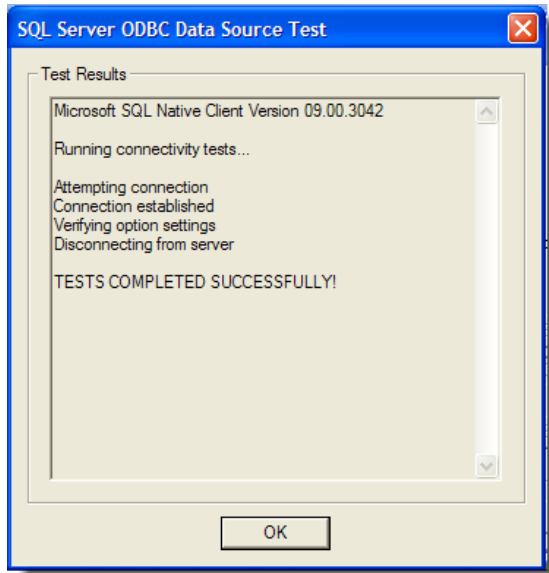 SQL Server ODBC Data Source Test
Test Results
Microsoft SQL Native Client Version 09.00.3042
Running connectivity tests...
Attempting connection
Connection established
Verifying option settings
Disconnecting from server
TESTS COMPLETED SUCCESSFULLY!
OK